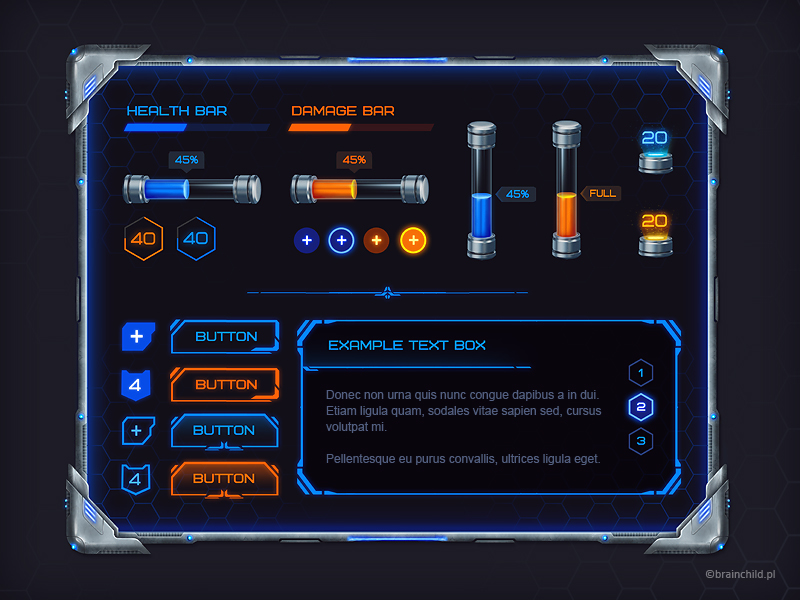 HEALTH BAR
DAMAGE BAR
45%
45%
45%
FULL
20
20
40
40
+
+
+
+
+
BUTTON
4
BUTTON
+
BUTTON
4
BUTTON
EXAMPLE TEXT BOX
Donec non urna quis nunc congue dapibus a in dui.
Etiam ligula quam, sodales vitae sapien sed, cursus
volutpat mi.
Pellentesque eu purus convallis, ultrices ligula eget.
1
2
3
©brainchild.pl